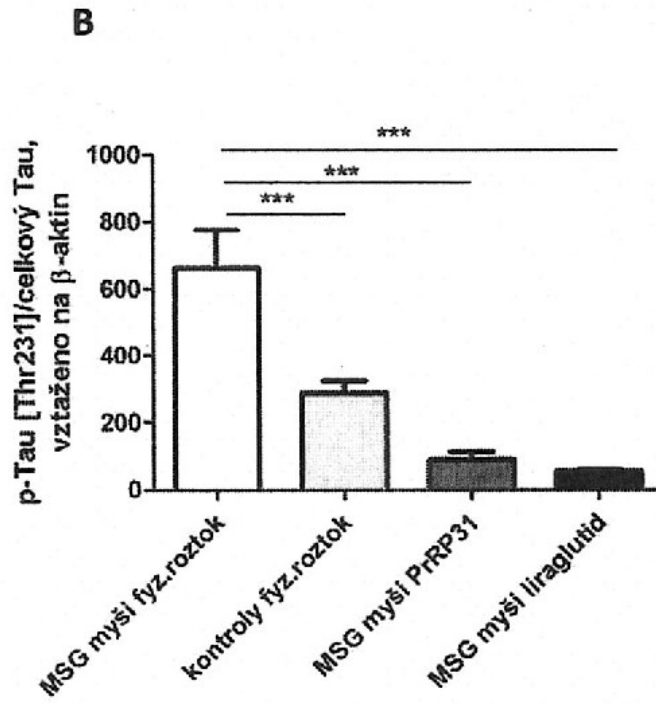 B
p-Tau [Thr231]/celkový Tau,
vztaženo na β-aktin
1000
800
600
400
200
0
***
***
***
MSG myši fyz.roztok
kontroly fyz.roztok
MSG myši PrRP31
MSG myši liraglutid